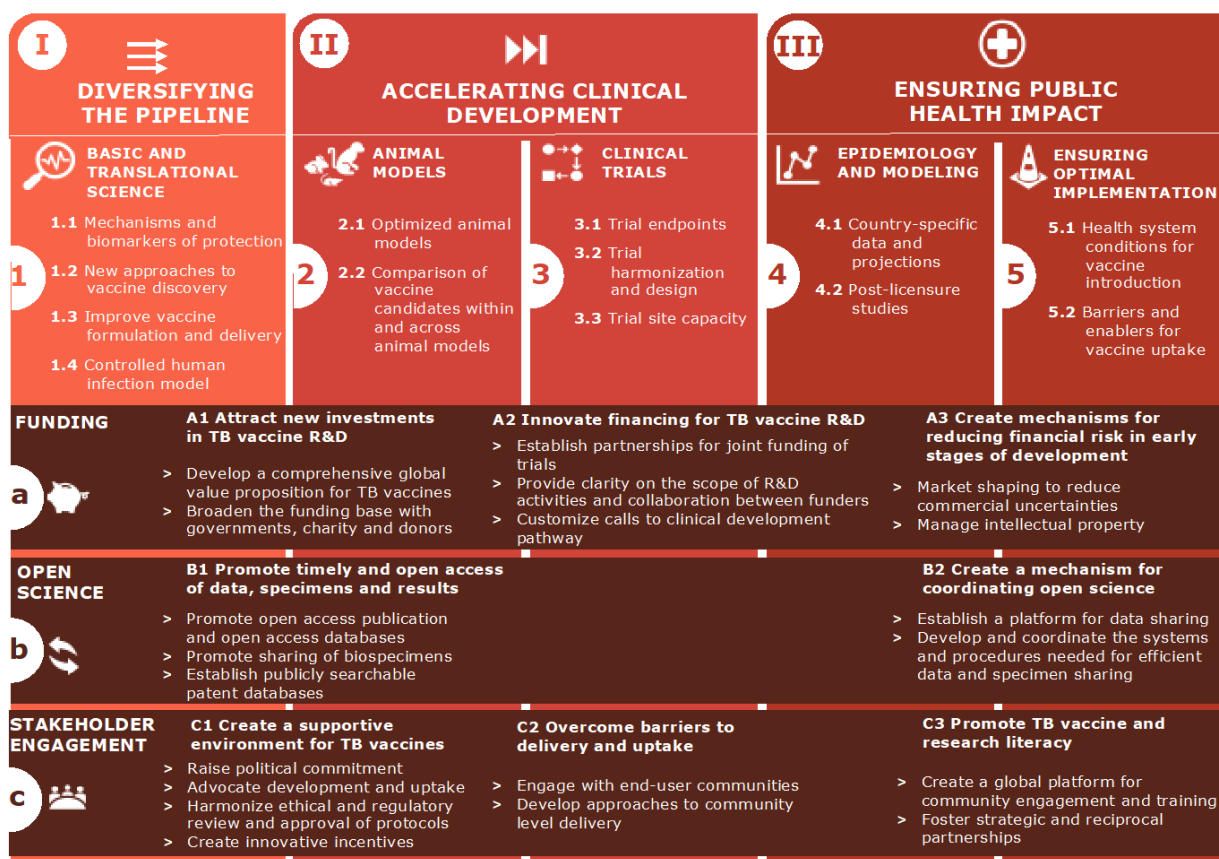 I
DIVERSIFYING
THE PIPELINE
II
ACCELERATING CLINICAL
DEVELOPMENT
III
ENSURING PUBLIC
HEALTH IMPACT
1
BASIC AND
TRANSLATIONAL
SCIENCE
1.1 Mechanisms and
biomarkers of protection
1.2 New approaches to
vaccine discovery
1.3 Improve vaccine
formulation and delivery
1.4 Controlled human
infection model
2
ANIMAL
MODELS
2.1 Optimized animal
models
2.2 Comparison of
vaccine
candidates within
and across
animal models
3
CLINICAL
TRIALS
3.1 Trial endpoints
3.2 Trial
harmonization
and design
3.3 Trial site capacity
4
EPIDEMIOLOGY
AND MODELING
4.1 Country-specific
data and
projections
4.2 Post-licensure
studies
5
ENSURING
OPTIMAL
IMPLEMENTATION
5.1 Health system
conditions for
vaccine
introduction
5.2 Barriers and
enablers for
vaccine uptake
FUNDING
a
A1 Attract new investments
in TB vaccine R&D
> Develop a comprehensive global
value proposition for TB vaccines
> Broaden the funding base with
governments, charity and donors
A2 Innovate financing for TB vaccine R&D
> Establish partnerships for joint funding of
trials
> Provide clarity on the scope of R&D
activities and collaboration between funders
> Customize calls to clinical development
pathway
A3 Create mechanisms for
reducing financial risk in early
stages of development
> Market shaping to reduce
commercial uncertainties
> Manage intellectual property
OPEN
SCIENCE
b
B1 Promote timely and open access
of data, specimens and results
> Promote open access publication
and open access databases
> Promote sharing of biospecimens
> Establish publicly searchable
patent databases
B2 Create a mechanism for
coordinating open science
> Establish a platform for data sharing
> Develop and coordinate the systems
and procedures needed for efficient
data and specimen sharing
STAKEHOLDER
ENGAGEMENT
c
C1 Create a supportive
environment for TB vaccines
> Raise political commitment
> Advocate development and uptake
> Harmonize ethical and regulatory
review and approval of protocols
> Create innovative incentives
C2 Overcome barriers to
delivery and uptake
> Engage with end-user communities
> Develop approaches to community
level delivery
C3 Promote TB vaccine and
research literacy
> Create a global platform for
community engagement and training
> Foster strategic and reciprocal
partnerships